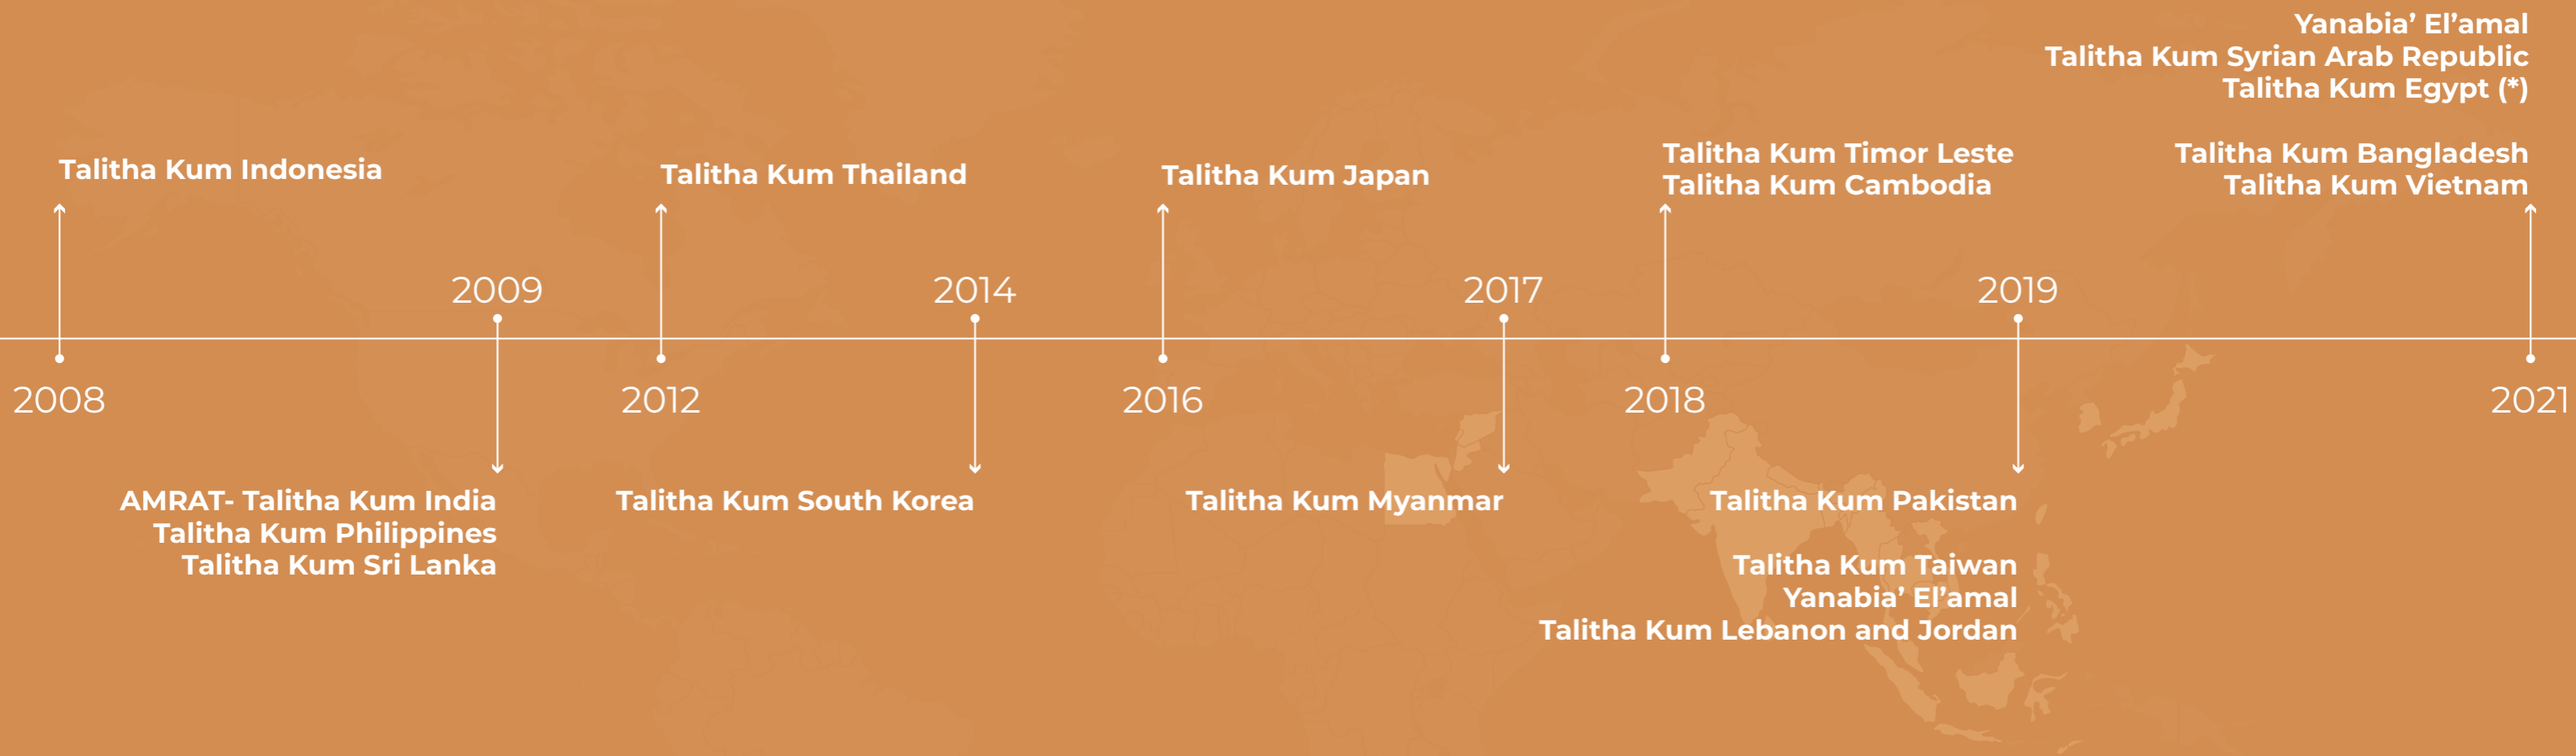 Yanabia’ El’amal
Talitha Kum Syrian Arab Republic
Talitha Kum Egypt (*)
Talitha Kum Indonesia
Talitha Kum Thailand
Talitha Kum Japan
Talitha Kum Timor Leste
Talitha Kum Cambodia
Talitha Kum Bangladesh
Talitha Kum Vietnam
2009
2014
2017
2019
2008
2012
2016
2018
2021
AMRAT- Talitha Kum India
Talitha Kum Philippines
Talitha Kum Sri Lanka
Talitha Kum South Korea
Talitha Kum Myanmar
Talitha Kum Pakistan
Talitha Kum Taiwan
Yanabia’ El’amal
Talitha Kum Lebanon and Jordan